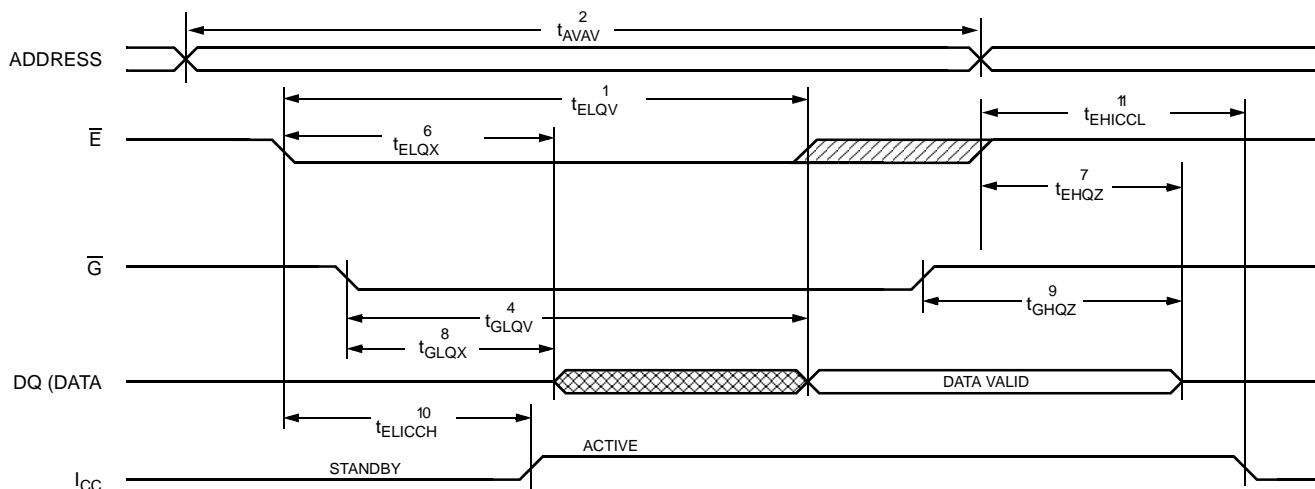 2
tAVAV
ADDRESS
1
tELQV
11
tEHICCL
E
6
tELQX
7
tEHQZ
G
9
tGHQZ
4
tGLQV
8
tGLQX
DQ (DATA
DATA VALID
10
tELICCH
ACTIVE
STANDBY
ICC